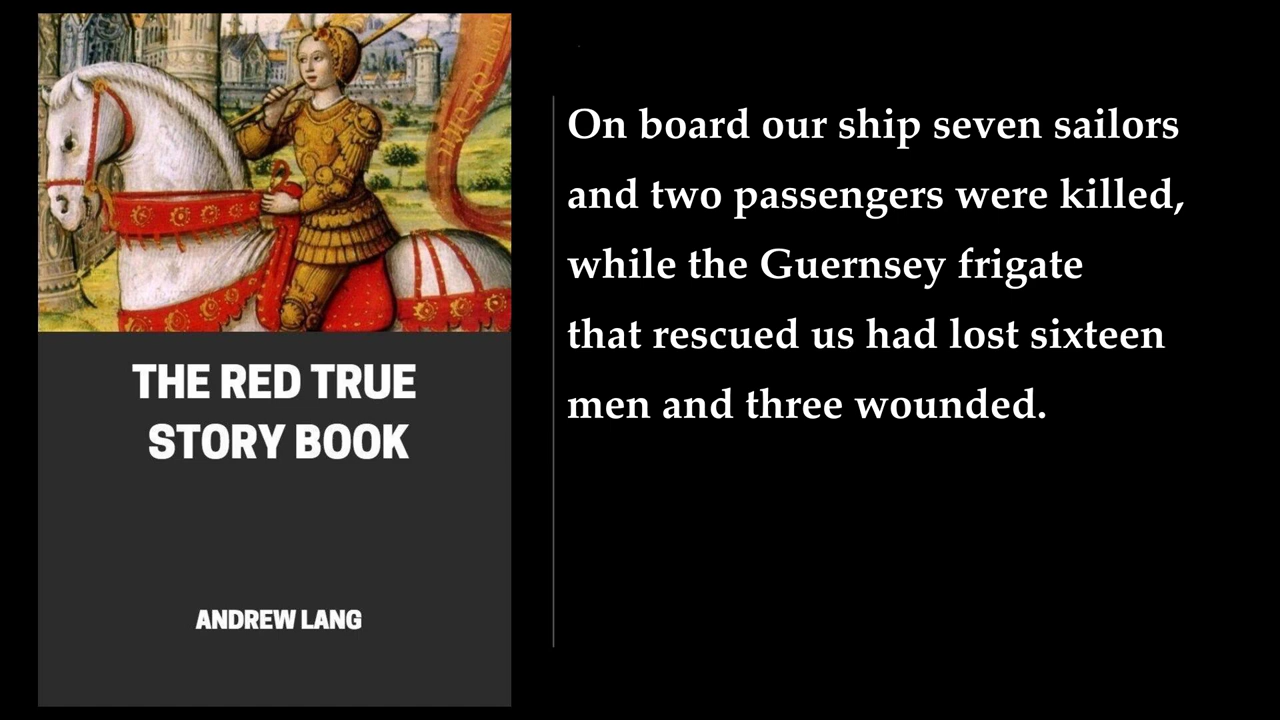 THE RED TRUE
STORY BOOK
ANDREW LANG
On board our ship seven sailors
and two passengers were killed,
while the Guernsey frigate
that rescued us had lost sixteen
men and three wounded.